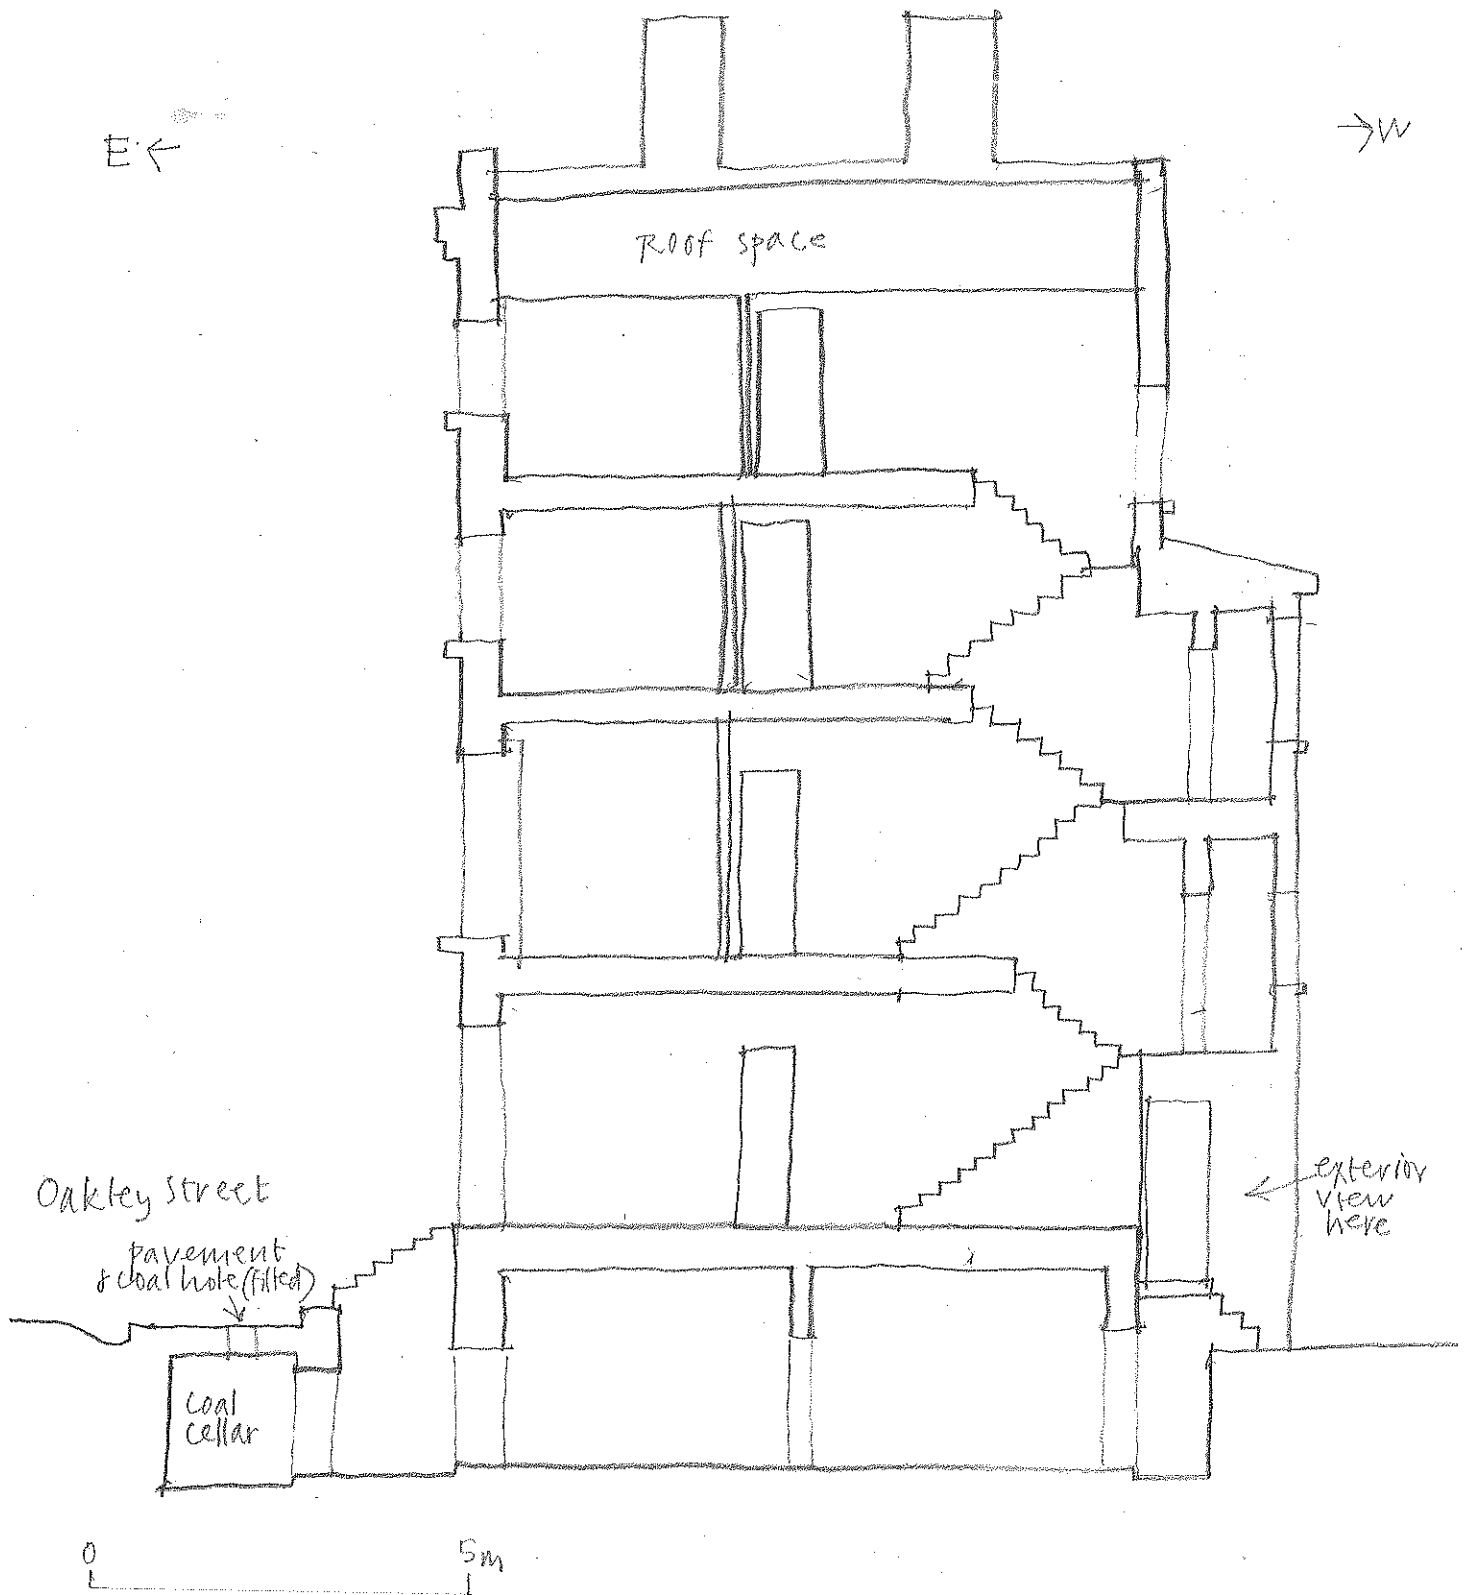 E ←
→ W
Roof space
Oakley Street
pavement
& coal hole (filled)
exterior
view
here
coal
cellar
0
5m